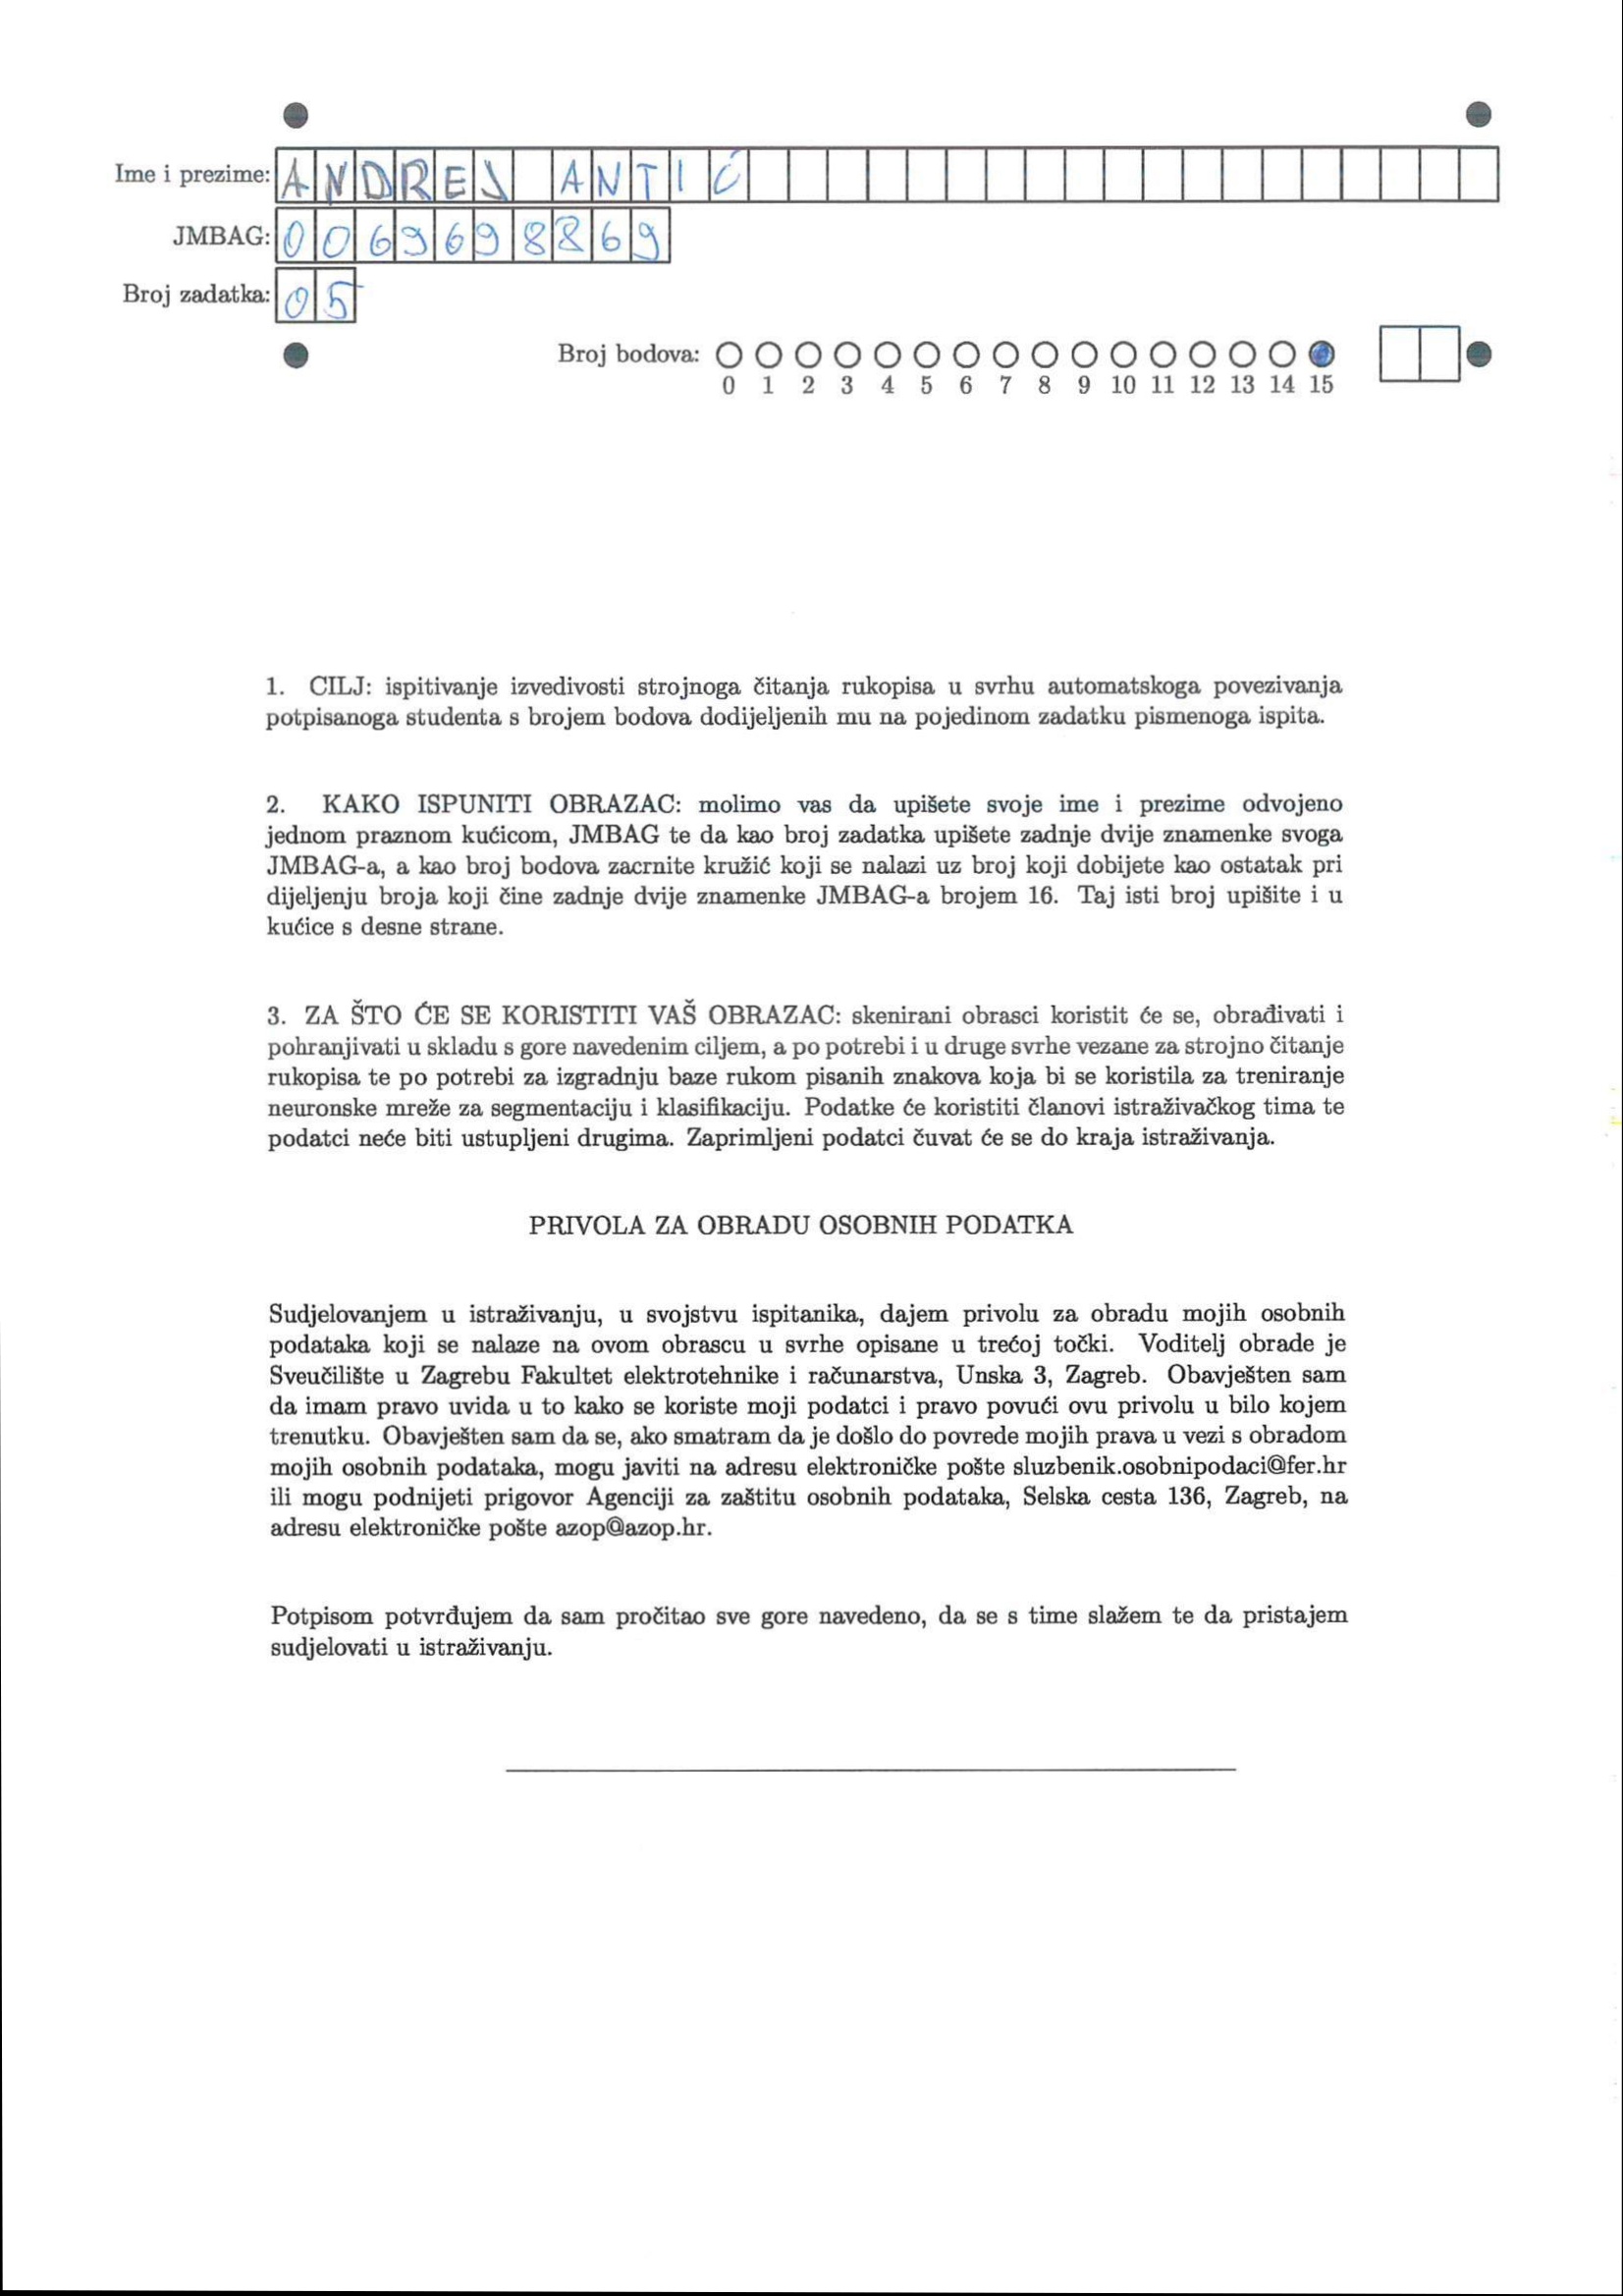 Ime i prezime: ANDREJ ANTIĆ
JMBAG: 0069698869
Broj zadatka: 05
Broj bodova:
0 1 2 3 4 5 6 7 8 9 10 11 12 13 14 15
1. CILJ: ispitivanje izvedivosti strojnoga čitanja rukopisa u svrhu automatskoga povezivanja
potpisanoga studenta s brojem bodova dodijeljenih mu na pojedinom zadatku pismenoga ispita.
2. KAKO ISPUNITI OBRAZAC: molimo vas da upišete svoje ime i prezime odvojeno
jednom praznom kućicom, JMBAG te da kao broj zadatka upišete zadnje dvije znamenke svoga
JMBAG-a, a kao broj bodova zacrnite kružić koji se nalazi uz broj koji dobijete kao ostatak pri
dijeljenju broja koji čine zadnje dvije znamenke JMBAG-a brojem 16. Taj isti broj upišite i u
kućice s desne strane.
3. ZA ŠTO ĆE SE KORISTITI VAŠ OBRAZAC: skenirani obrasci koristit će se, obrađivati i
pohranjivati u skladu s gore navedenim ciljem, a po potrebi i u druge svrhe vezane za strojno čitanje
rukopisa te po potrebi za izgradnju baze rukom pisanih znakova koja bi se koristila za treniranje
neuronske mreže za segmentaciju i klasifikaciju. Podatke će koristiti članovi istraživačkog tima te
podatci neće biti ustupljeni drugima. Zaprimljeni podatci čuvat će se do kraja istraživanja.
PRIVOLA ZA OBRADU OSOBNIH PODATKA
Sudjelovanjem u istraživanju, u svojstvu ispitanika, dajem privolu za obradu mojih osobnih
podataka koji se nalaze na ovom obrascu u svrhe opisane u trećoj točki. Voditelj obrade je
Sveučilište u Zagrebu Fakultet elektrotehnike i računarstva, Unska 3, Zagreb. Obavješten sam
da imam pravo uvida u to kako se koriste moji podatci i pravo povući ovu privolu u bilo kojem
trenutku. Obavješten sam da se, ako smatram da je došlo do povrede mojih prava u vezi s obradom
mojih osobnih podataka, mogu javiti na adresu elektroničke pošte sluzbenik.osobnipodaci@fer.hr
ili mogu podnijeti prigovor Agenciji za zaštitu osobnih podataka, Selska cesta 136, Zagreb, na
adresu elektroničke pošte azop@azop.hr.
Potpisom potvrđujem da sam pročitao sve gore navedeno, da se s time slažem te da pristajem
sudjelovati u istraživanju.